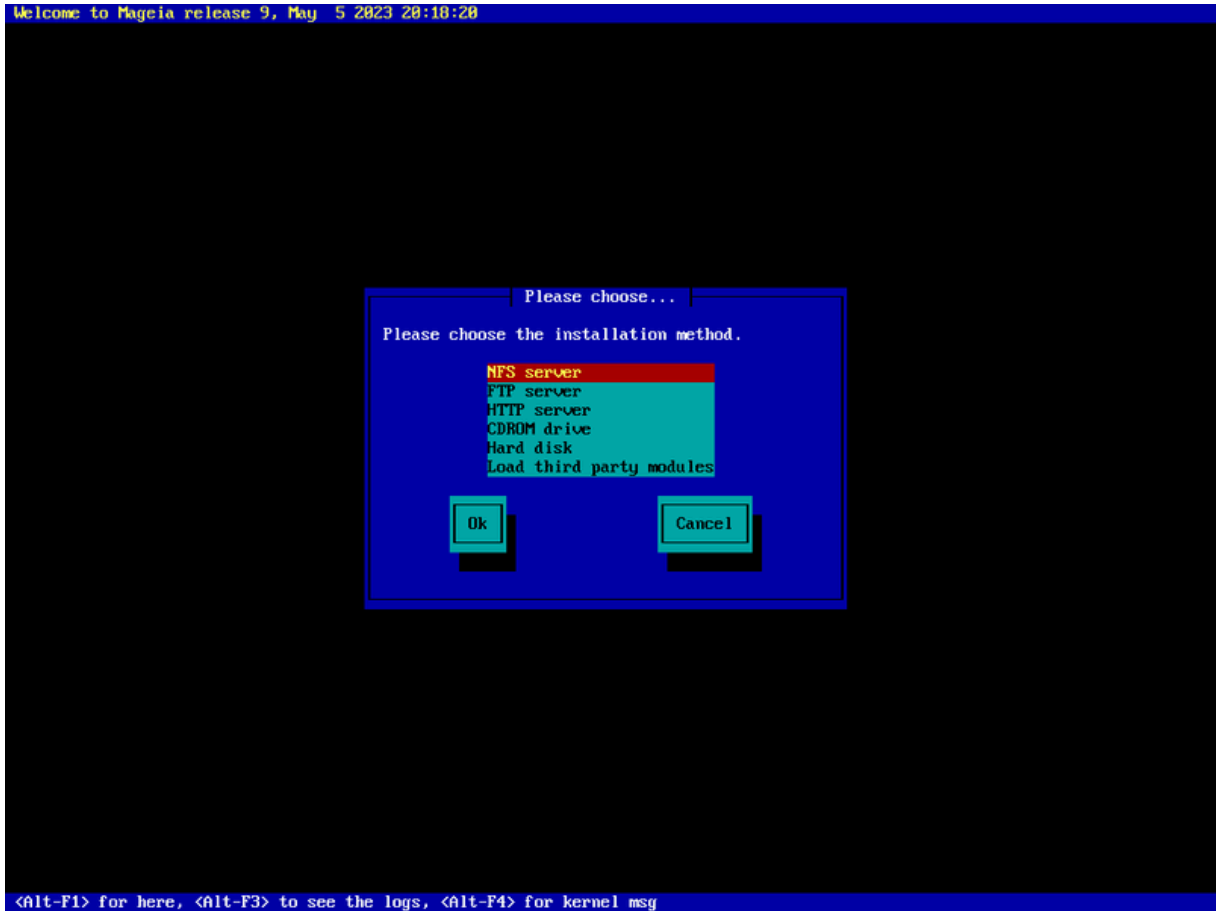 Welcome to Mageia release 9, May  5 2023 20:18:20
Please choose...
Please choose the installation method.
NFS server
FTP server
HTTP server
CDROM drive
Hard disk
Load third party modules
Ok
Cancel
<Alt-F1> for here, <Alt-F3> to see the logs, <Alt-F4> for kernel msg